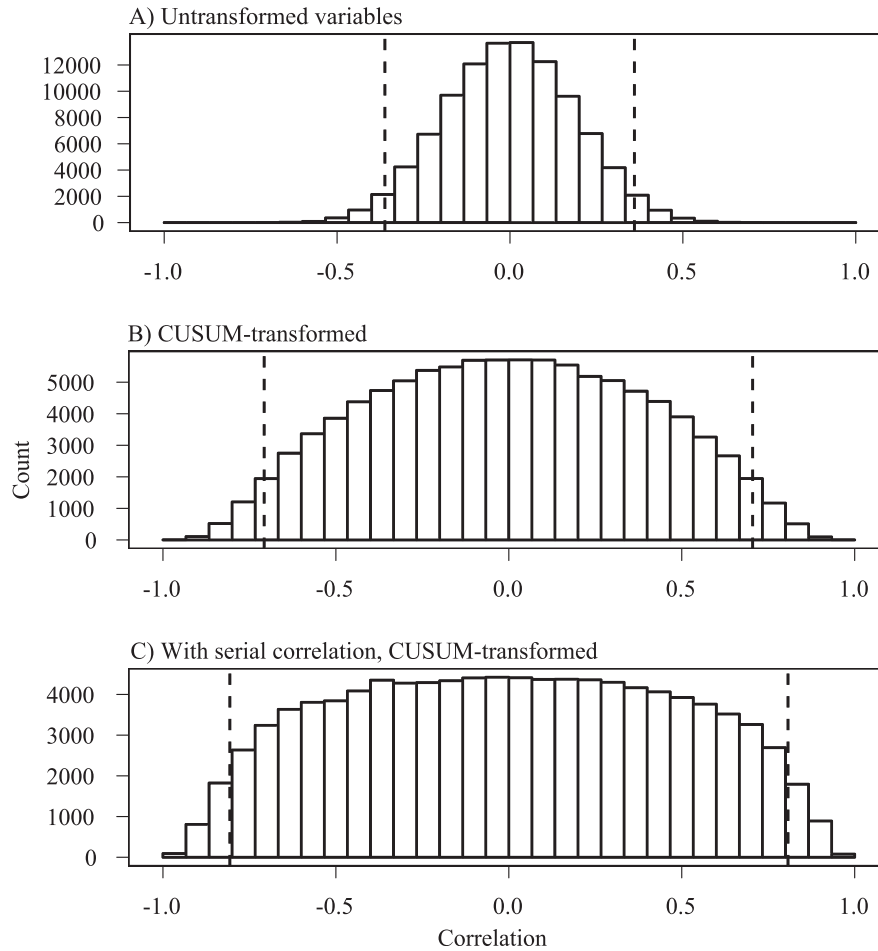 A) Untransformed variables
12000
10000
8000
6000
4000
2000
0
-1.0 -0.5 0.0 0.5 1.0
B) CUSUM-transformed
5000
4000
3000
2000
1000
0
Count
-1.0 -0.5 0.0 0.5 1.0
C) With serial correlation, CUSUM-transformed
4000
3000
2000
1000
0
-1.0 -0.5 0.0 0.5 1.0
Correlation